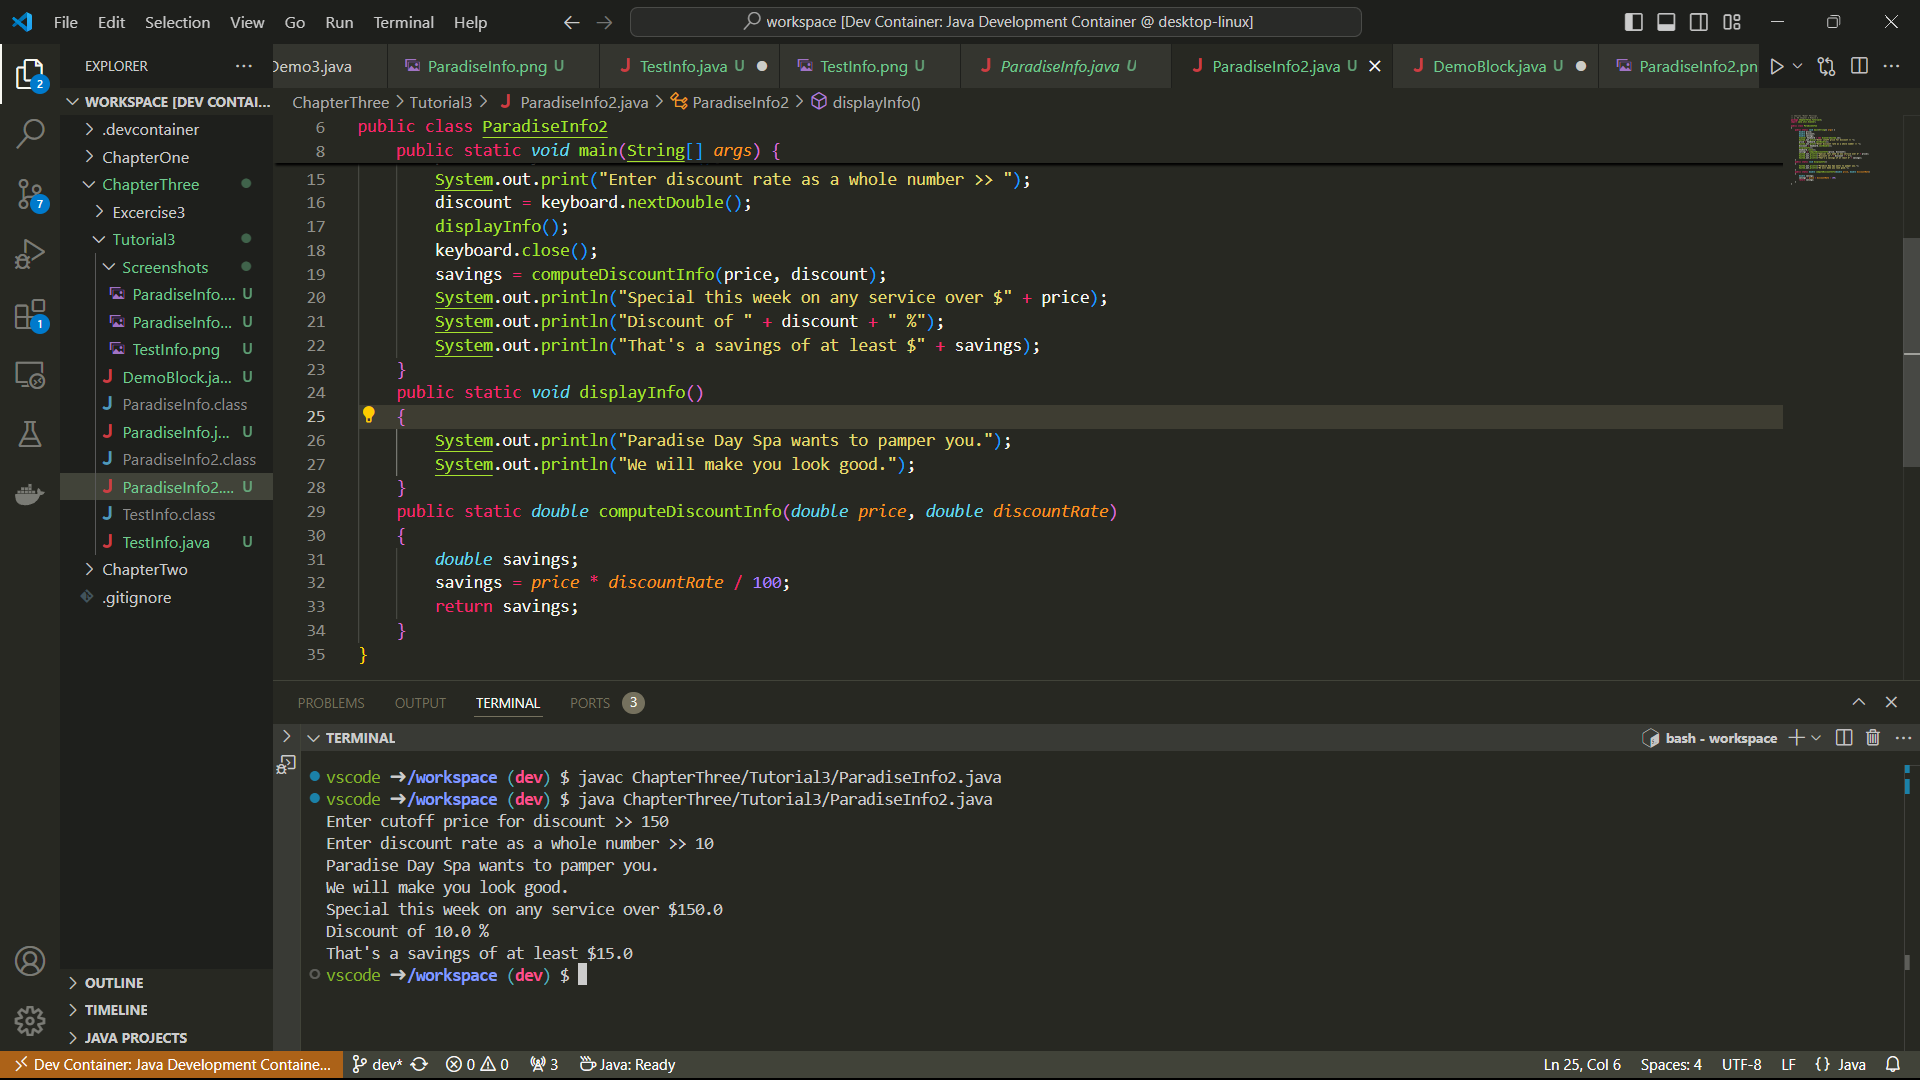 File Edit Selection View Go Run Terminal Help
workspace [Dev Container: Java Development Container @ desktop-linux]
EXPLORER
Demo3.java
ParadiseInfo.png U
TestInfo.java U
TestInfo.png U
ParadiseInfo.java U
ParadiseInfo2.java U
DemoBlock.java U
ParadiseInfo2.pn
WORKSPACE [DEV CONTAI...
.devcontainer
ChapterOne
ChapterThree
Excercise3
Tutorial3
Screenshots
ParadiseInfo.... U
ParadiseInfo... U
TestInfo.png U
DemoBlock.ja... U
ParadiseInfo.class
ParadiseInfo.j... U
ParadiseInfo2.class
ParadiseInfo2.... U
TestInfo.class
TestInfo.java U
ChapterTwo
.gitignore
OUTLINE
TIMELINE
JAVA PROJECTS
2
7
1
ChapterThree > Tutorial3 > ParadiseInfo2.java > ParadiseInfo2 > displayInfo()
6 public class ParadiseInfo2
8 public static void main(String[] args) {
15 System.out.print("Enter discount rate as a whole number >> ");
16 discount = keyboard.nextDouble();
17 displayInfo();
18 keyboard.close();
19 savings = computeDiscountInfo(price, discount);
20 System.out.println("Special this week on any service over $" + price);
21 System.out.println("Discount of " + discount + " %");
22 System.out.println("That's a savings of at least $" + savings);
23 }
24 public static void displayInfo()
25 {
26 System.out.println("Paradise Day Spa wants to pamper you.");
27 System.out.println("We will make you look good.");
28 }
29 public static double computeDiscountInfo(double price, double discountRate)
30 {
31 double savings;
32 savings = price * discountRate / 100;
33 return savings;
34 }
35 }
PROBLEMS OUTPUT TERMINAL PORTS 3
TERMINAL
bash - workspace
vscode ➜/workspace (dev) $ javac ChapterThree/Tutorial3/ParadiseInfo2.java
vscode ➜/workspace (dev) $ java ChapterThree/Tutorial3/ParadiseInfo2.java
Enter cutoff price for discount >> 150
Enter discount rate as a whole number >> 10
Paradise Day Spa wants to pamper you.
We will make you look good.
Special this week on any service over $150.0
Discount of 10.0 %
That's a savings of at least $15.0
vscode ➜/workspace (dev) $
Dev Container: Java Development Containe... dev* 0 0 3 Java: Ready
Ln 25, Col 6 Spaces: 4 UTF-8 LF {} Java